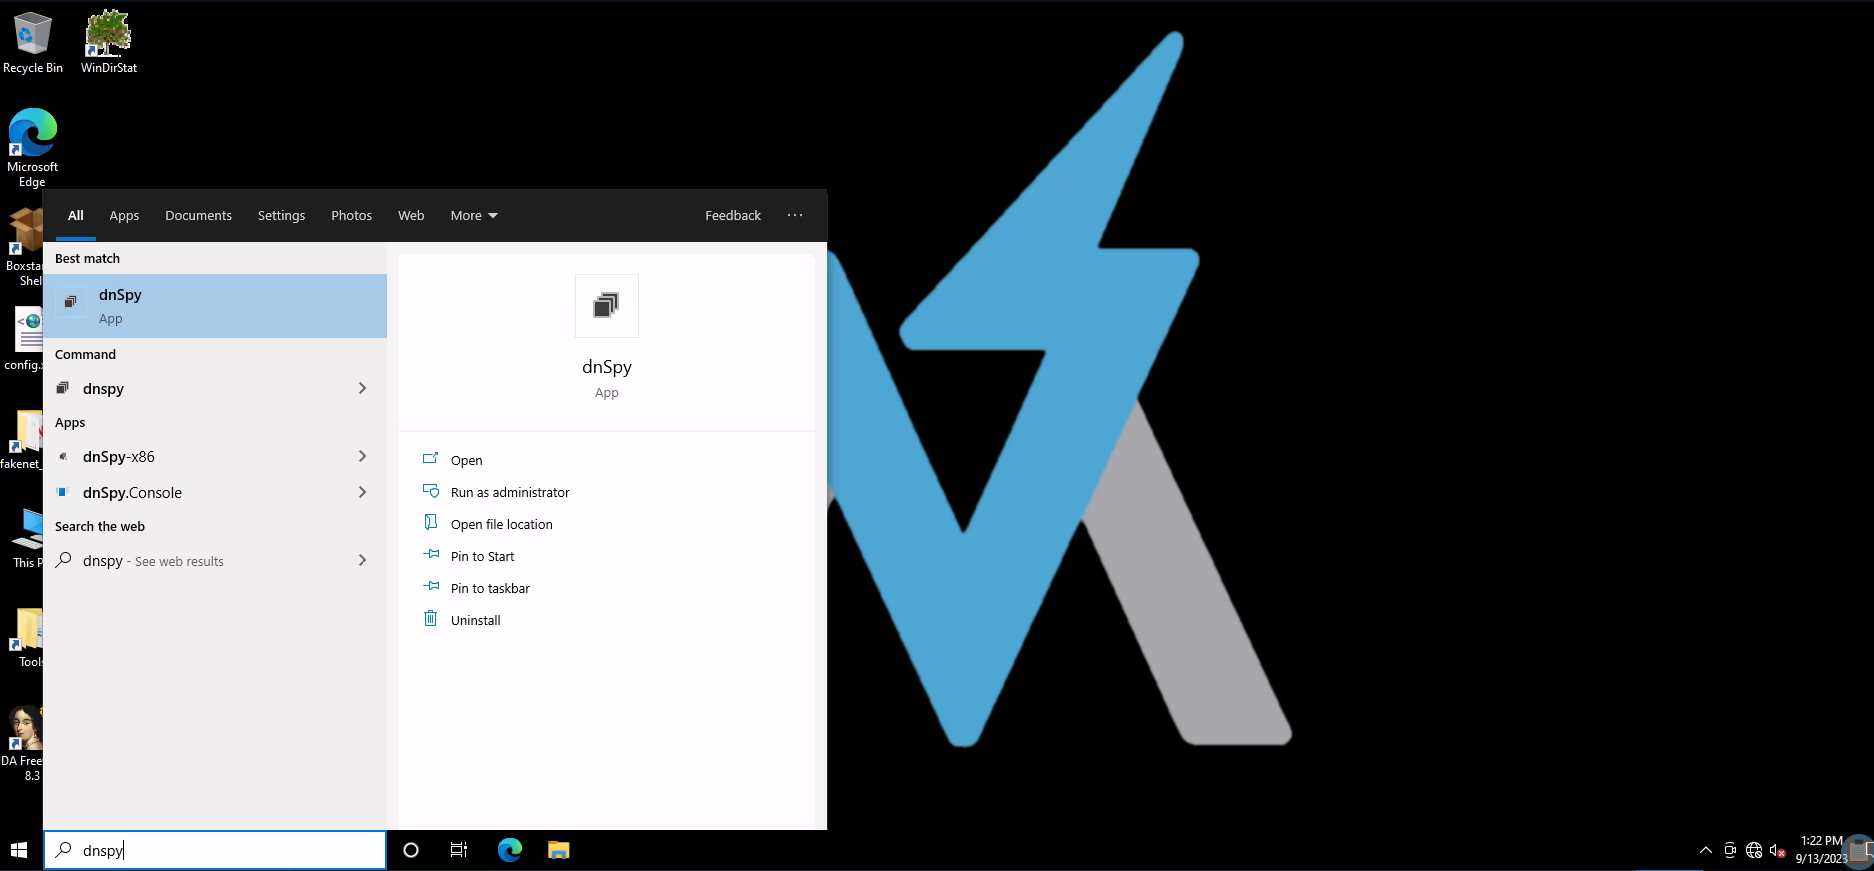 Recycle Bin
WinDirStat
Microsoft
Edge
Boxstar
Shel
config.x
fakenet_
This P
Tools
DA Free
8.3
All
Apps
Documents
Settings
Photos
Web
More
Feedback
...
Best match
dnSpy
App
Command
dnspy
Apps
dnSpy-x86
dnSpy.Console
Search the web
dnspy - See web results
dnSpy
App
Open
Run as administrator
Open file location
Pin to Start
Pin to taskbar
Uninstall
dnspy
1:22 PM
9/13/2023